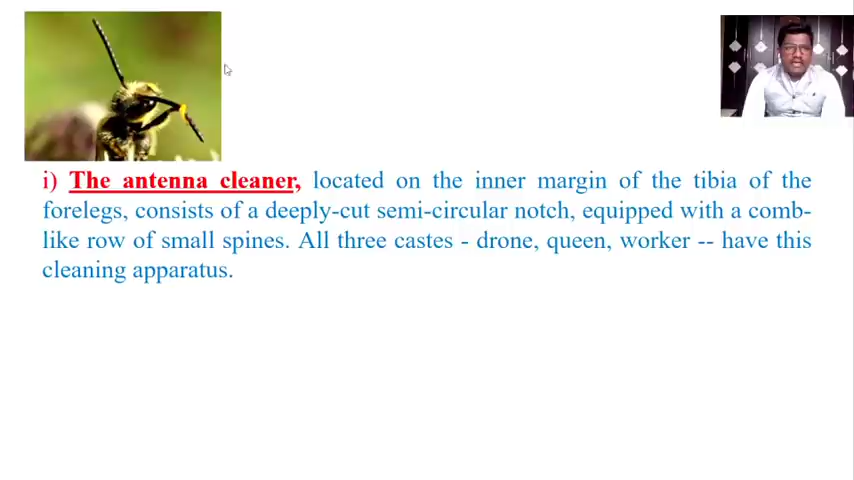 i) The antenna cleaner, located on the inner margin of the tibia of the
forelegs, consists of a deeply-cut semi-circular notch, equipped with a comb-
like row of small spines. All three castes - drone, queen, worker -- have this
cleaning apparatus.